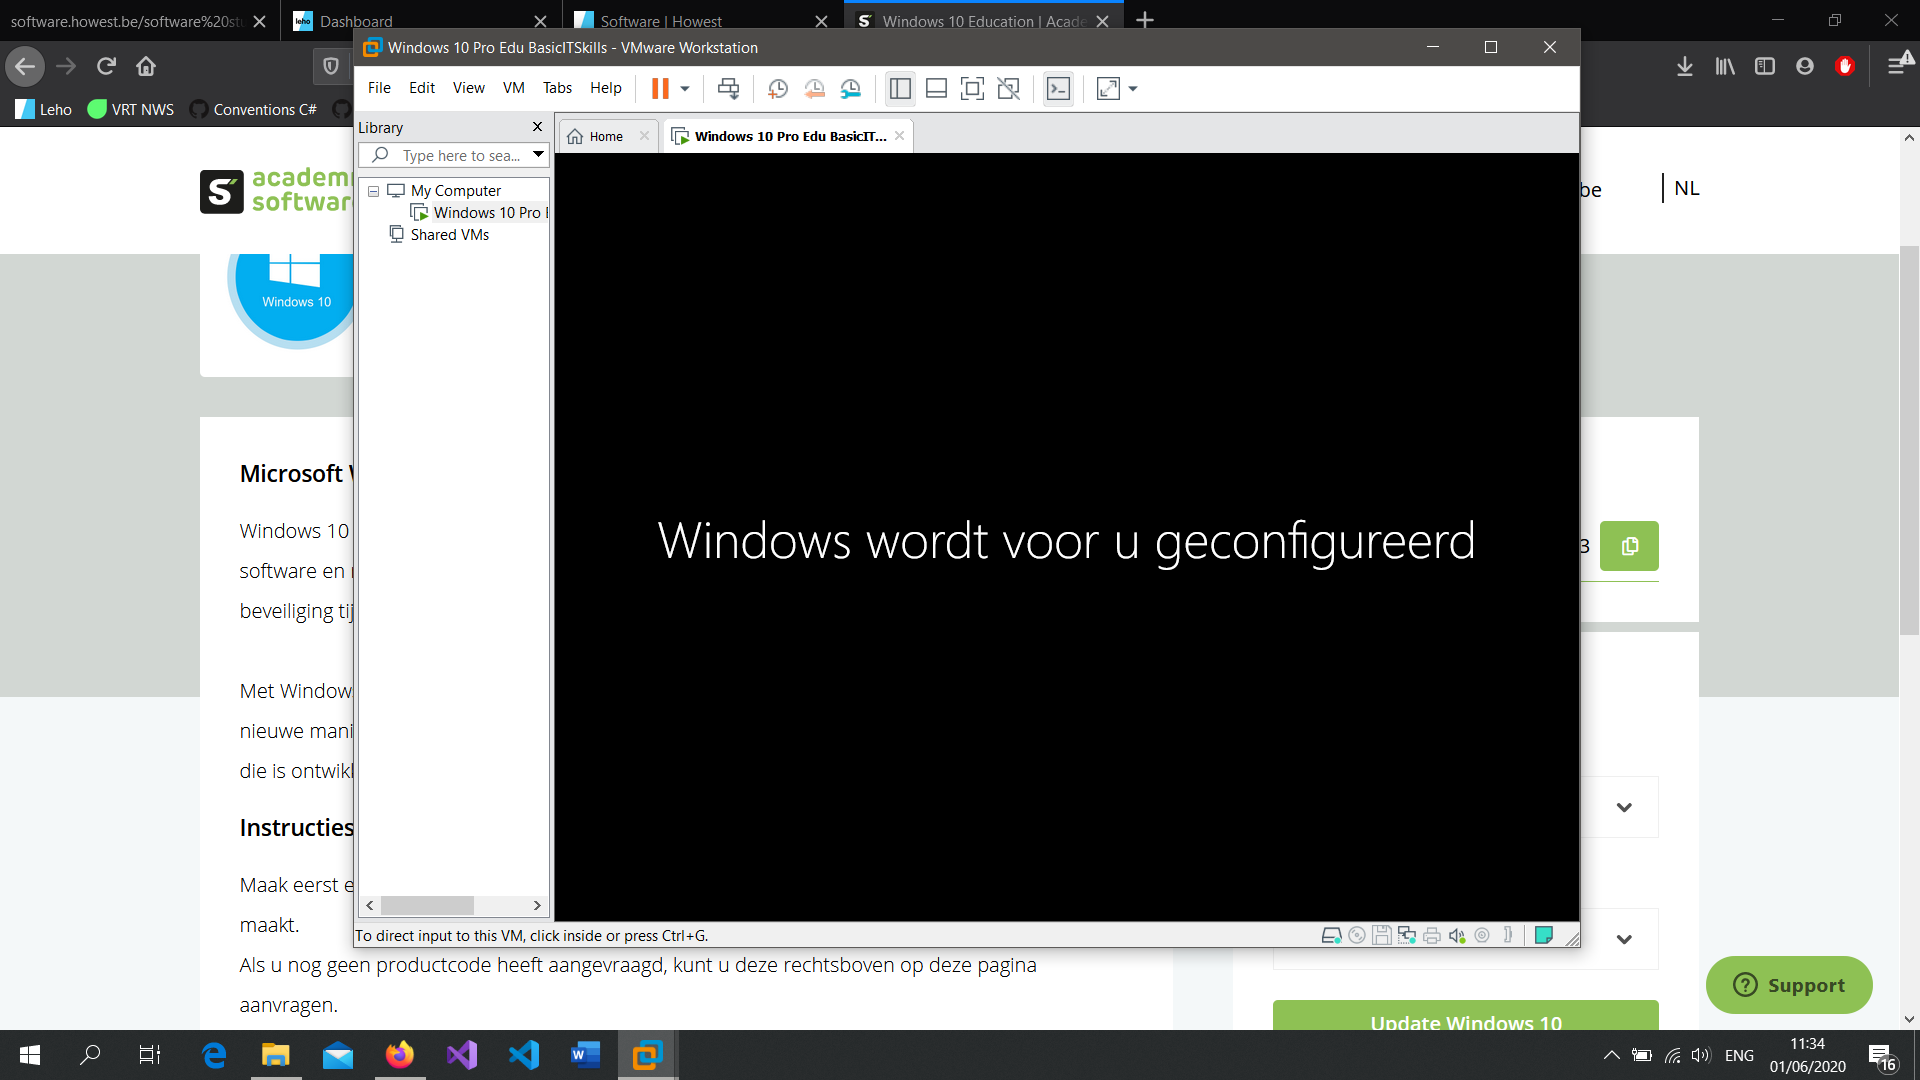 software.howest.be/software%20stu
Dashboard
Software | Howest
Windows 10 Education | Acade
Windows 10 Pro Edu BasicITSkills - VMware Workstation
File Edit View VM Tabs Help
Leho
VRT NWS
Conventions C#
Library
Type here to sea...
Home
Windows 10 Pro Edu BasicIT...
My Computer
Windows 10 Pro
Shared VMs
academ
software
be
NL
Windows 10
Microsoft
Windows 10
software en
beveiliging
Windows wordt voor u geconfigureerd
3
Met Windows
nieuwe mani
die is ontwikk
Instructies
Maak eerst e
maakt.
To direct input to this VM, click inside or press Ctrl+G.
Als u nog geen productcode heeft aangevraagd, kunt u deze rechtsboven op deze pagina
aanvragen.
Support
Update Windows 10
ENG
11:34
01/06/2020
16